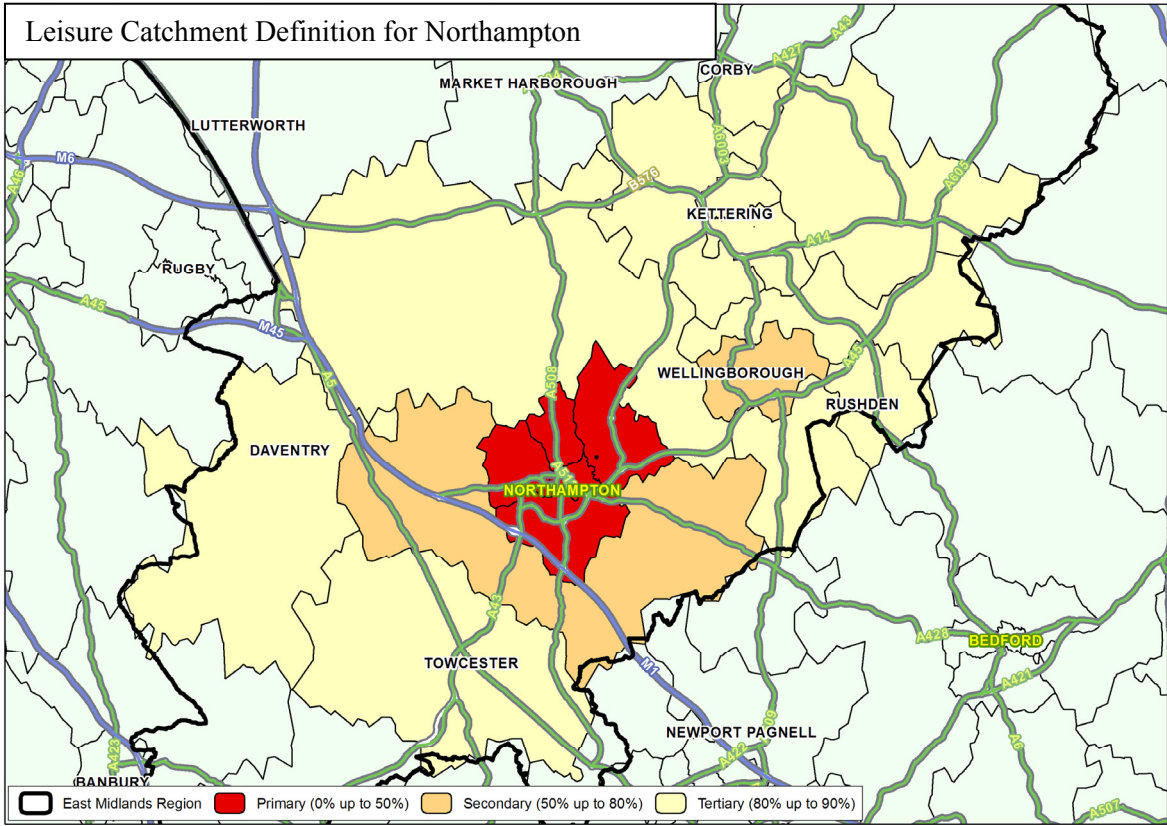 Leisure Catchment Definition for Northampton
A43
A427
CORBY
MARKET HARBOROUGH
LUTTERWORTH
M6
A46
A6003
B576
A605
KETTERING
A14
RUGBY
A45
M45
A5
A508
A45
WELLINGBOROUGH
RUSHDEN
DAVENTRY
NORTHAMPTON
A43
A428
BEDFORD
TOWCESTER
M1
A421
NEWPORT PAGNELL
A6
A423
A422
BANBURY
A507
East Midlands Region
Primary (0% up to 50%)
Secondary (50% up to 80%)
Tertiary (80% up to 90%)